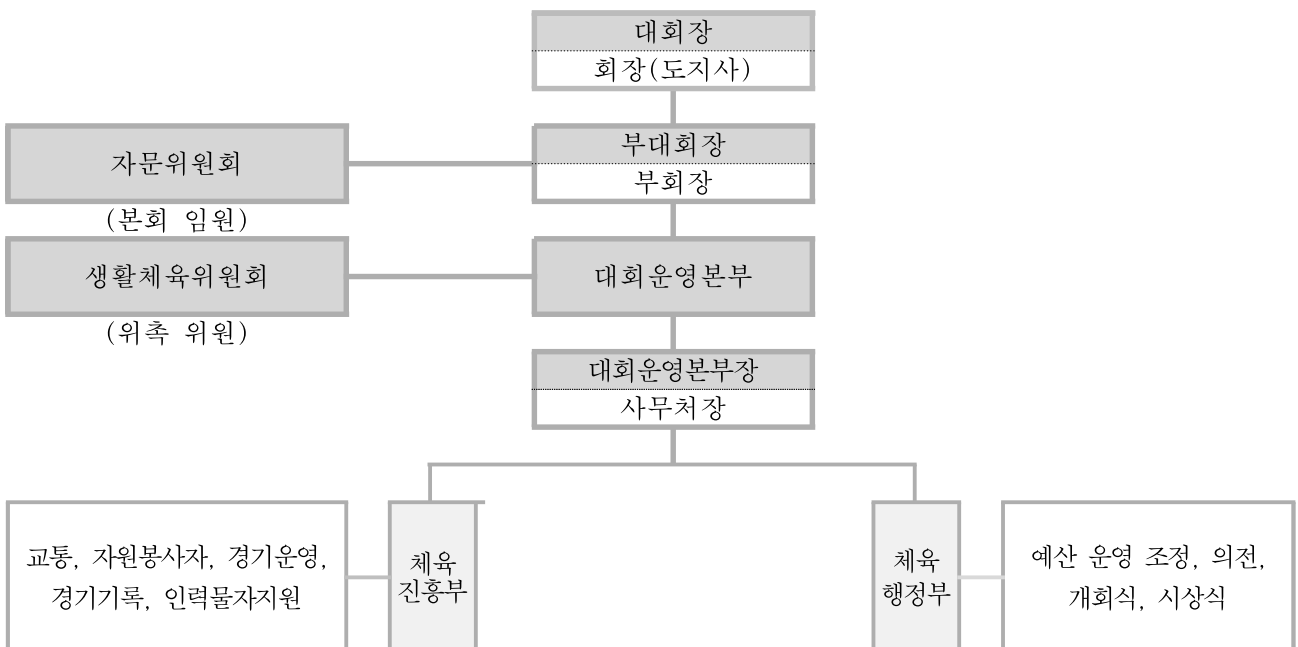 대회장
회장(도지사)
자문위원회
(본회 임원)
부대회장
부회장
생활체육위원회
(위촉 위원)
대회운영본부
대회운영본부장
사무처장
교통, 자원봉사자, 경기운영,
경기기록, 인력물자지원
체육
진흥부
체육
행정부
예산 운영 조정, 의전,
개회식, 시상식